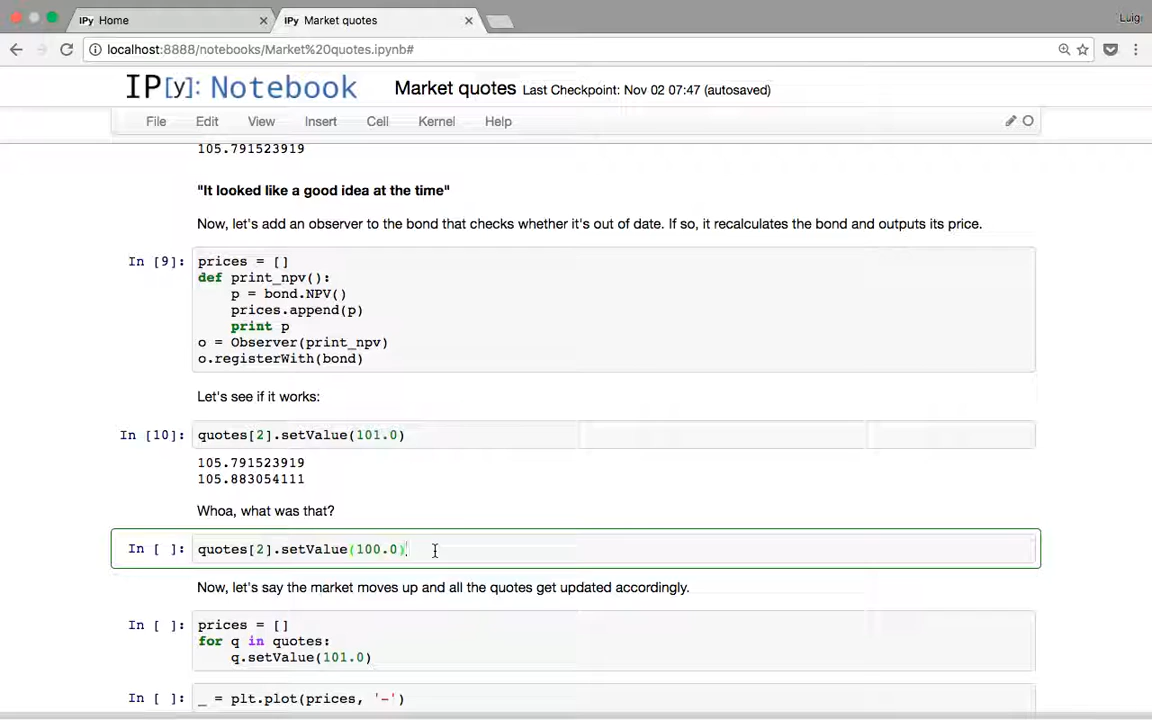 IPy Home
IPy Market quotes
Luigi
localhost:8888/notebooks/Market%20quotes.ipynb#
IP[y]: Notebook
Market quotes Last Checkpoint: Nov 02 07:47 (autosaved)
File Edit View Insert Cell Kernel Help
105.791523919
"It looked like a good idea at the time"
Now, let's add an observer to the bond that checks whether it's out of date. If so, it recalculates the bond and outputs its price.
In [9]: prices = []
def print_npv():
    p = bond.NPV()
    prices.append(p)
    print p
o = Observer(print_npv)
o.registerWith(bond)
Let's see if it works:
In [10]: quotes[2].setValue(101.0)
105.791523919
105.883054111
Whoa, what was that?
In [ ]: quotes[2].setValue(100.0)
Now, let's say the market moves up and all the quotes get updated accordingly.
In [ ]: prices = []
for q in quotes:
    q.setValue(101.0)
In [ ]: _ = plt.plot(prices, '-')